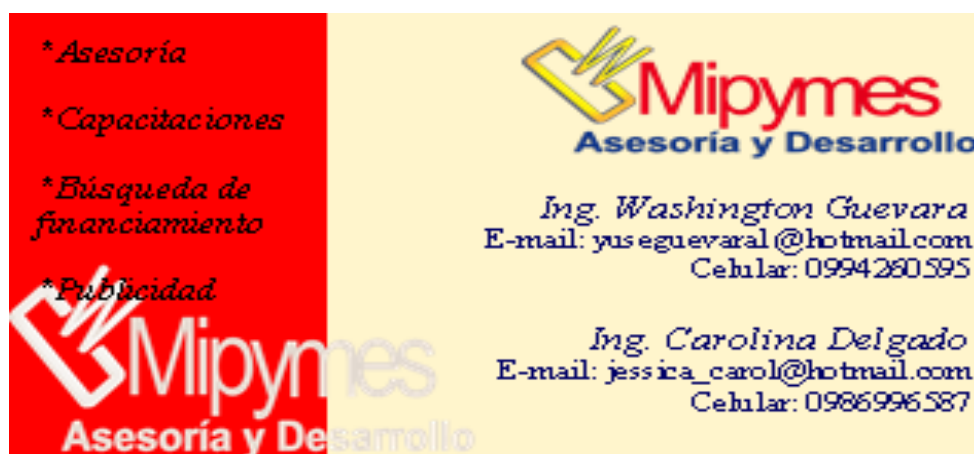 *Asesoría
*Capacitaciones
*Búsqueda de
financiamiento
*Publicidad
Mipymes
Asesoría y Desarrollo
Mipymes
Asesoría y Desarrollo
Ing. Washington Guevara
E-mail: yuseguevara1@hotmail.com
Celular: 0994260595
Ing. Carolina Delgado
E-mail: jessica_carol@hotmail.com
Celular: 0986996587